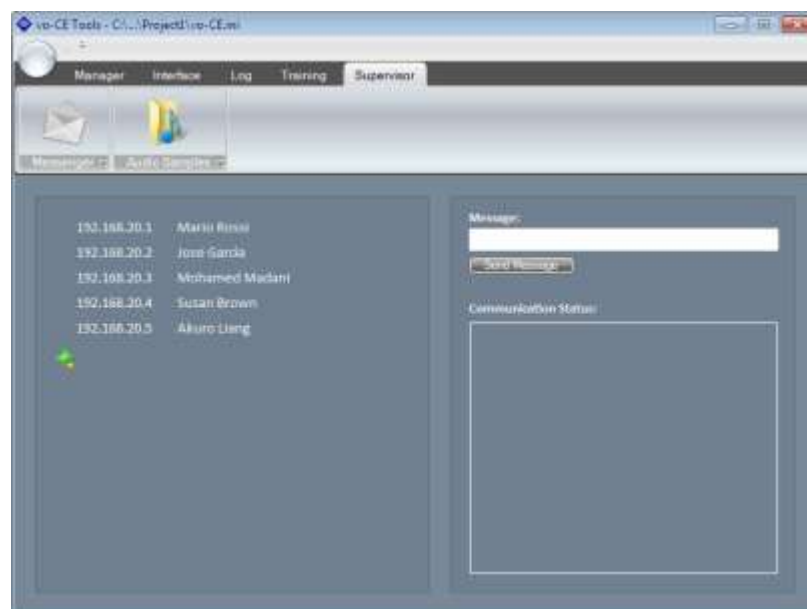 vo-CE Tools - C:\...\Project1\vo-CE.mi
Manager Interface Log Training Supervisor
Messenger Audio Samples
192.168.20.1 Mario Rossi
192.168.20.2 Jose Garcia
192.168.20.3 Mohamed Madani
192.168.20.4 Susan Brown
192.168.20.5 Akuro Liang
Message:
Send Message
Communication Status: